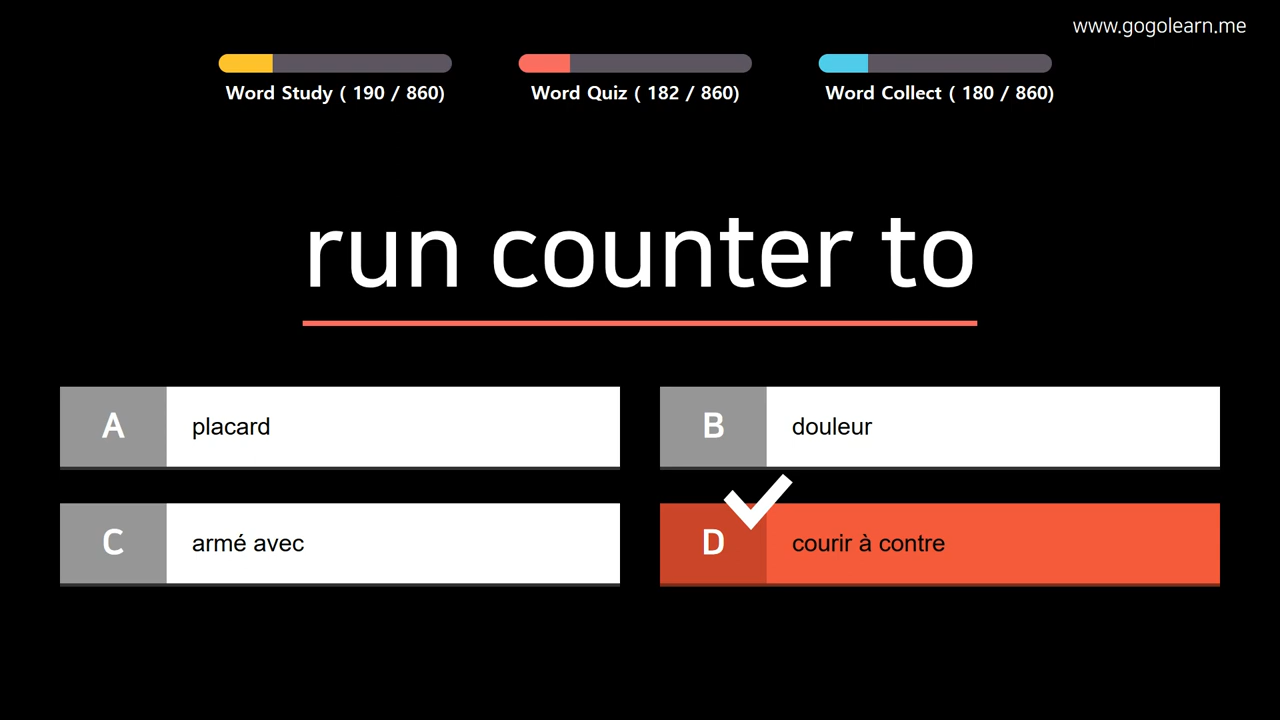 www.gogolearn.me
Word Study ( 190 / 860)
Word Quiz ( 182 / 860)
Word Collect ( 180 / 860)
run counter to
A placard
B douleur
C armé avec
D courir à contre